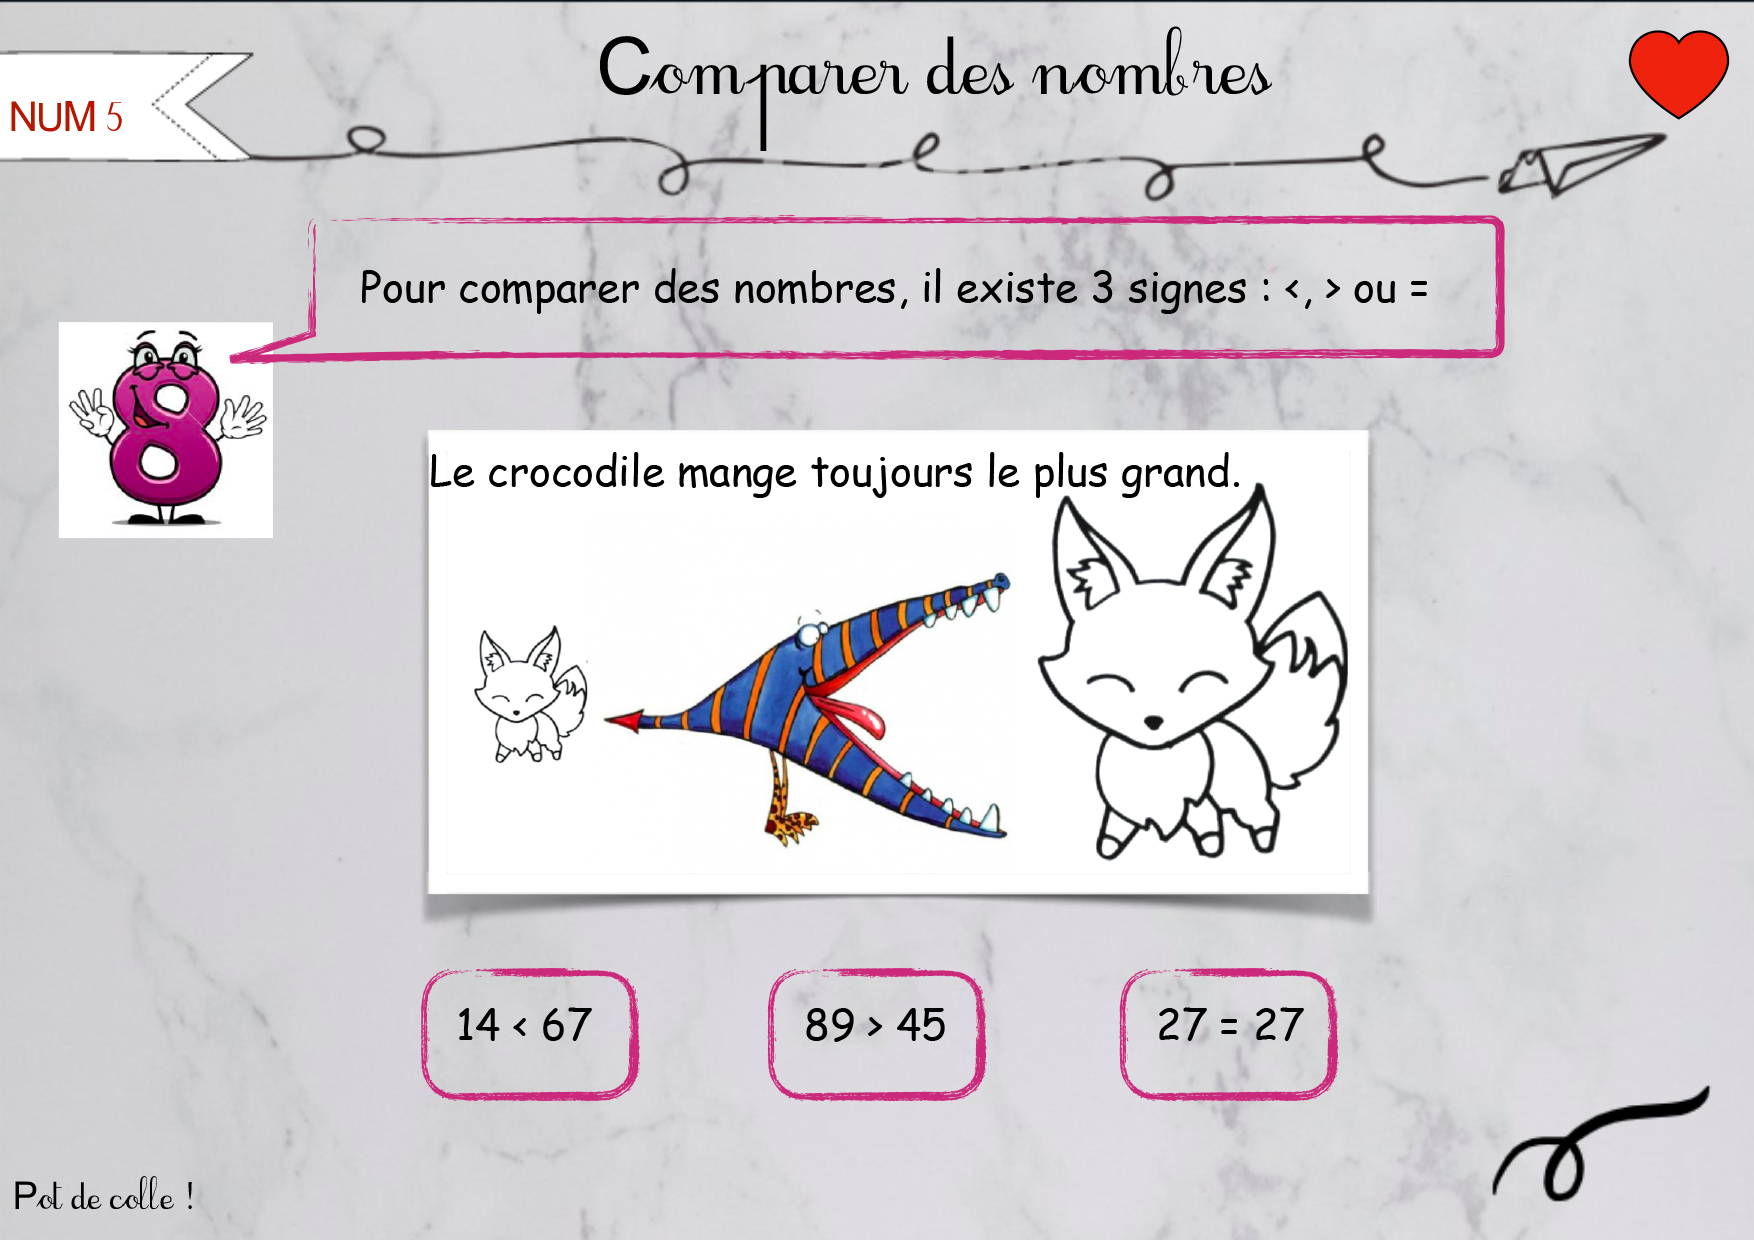 Comparer des nombres
NUM 5
Pour comparer des nombres, il existe 3 signes : <, > ou =
8
Le crocodile mange toujours le plus grand.
14 < 67
89 > 45
27 = 27
Pot de colle !